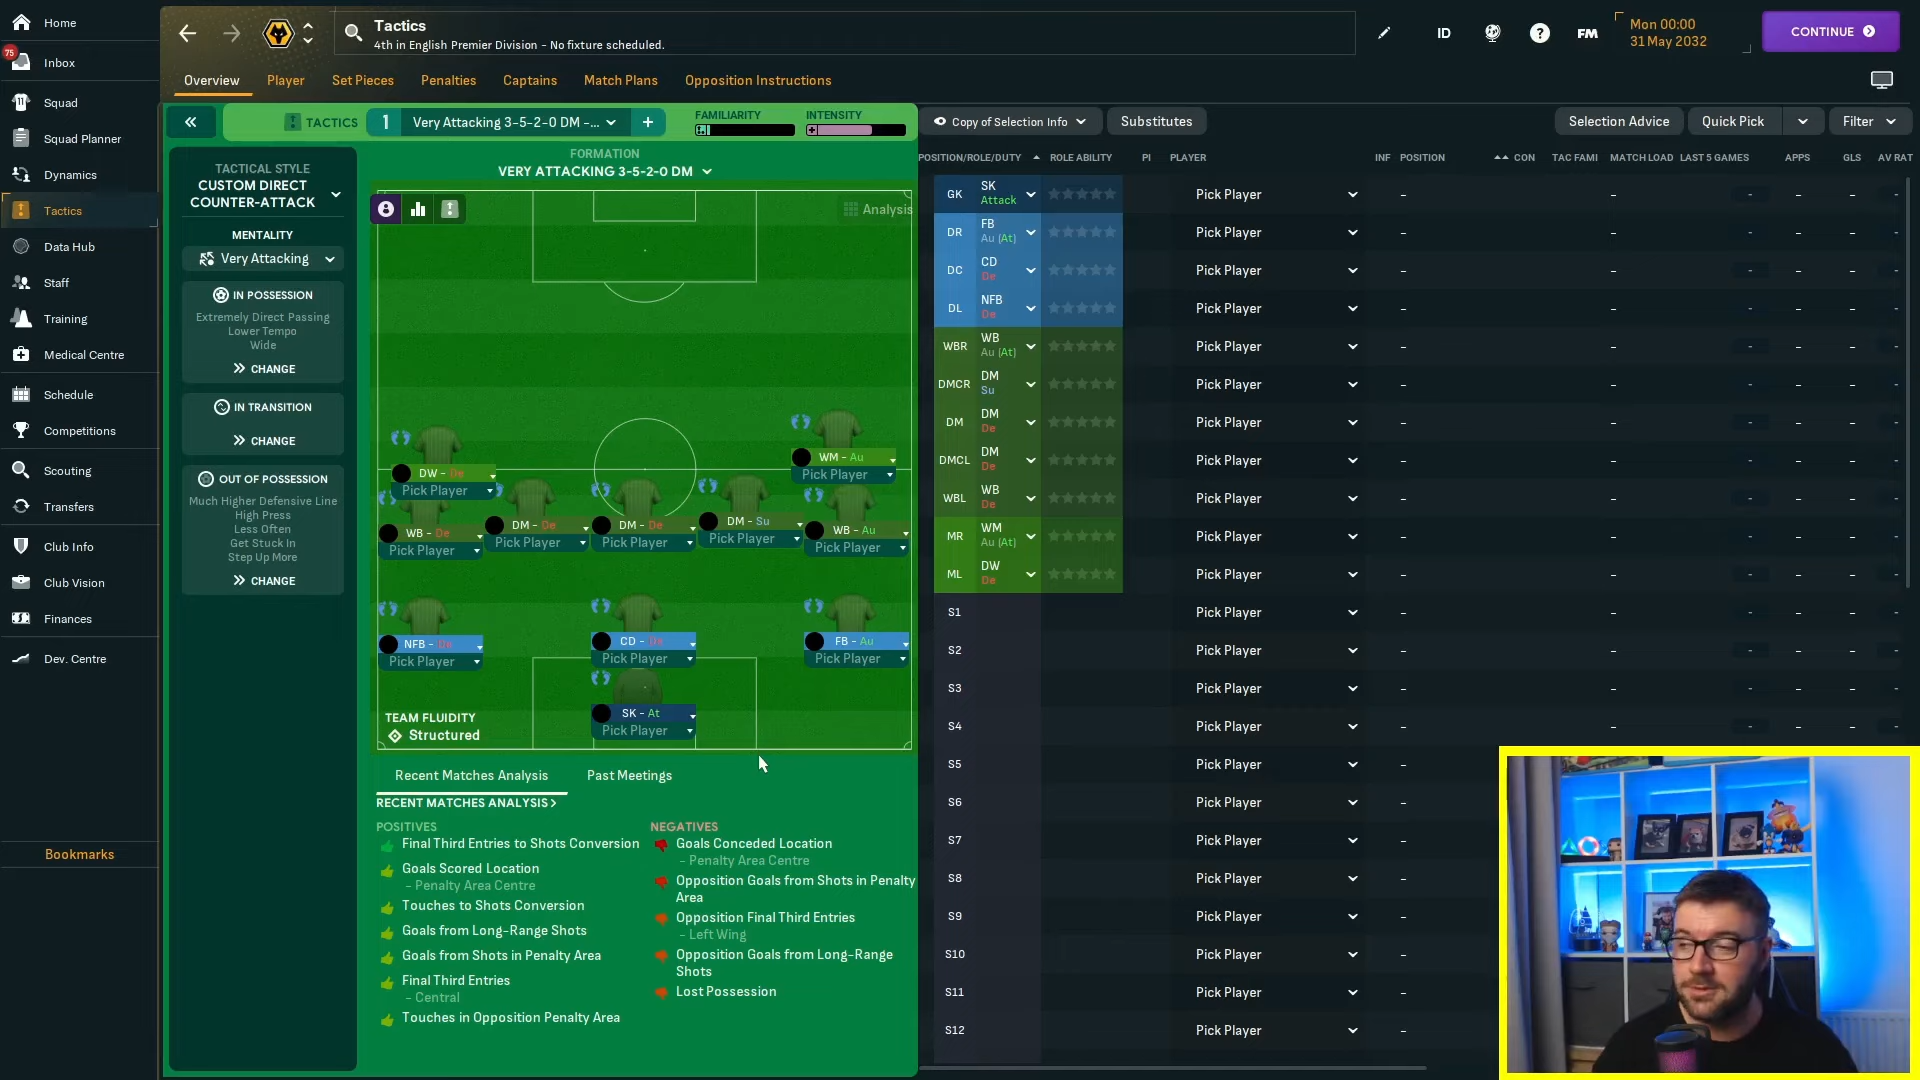 Home
75
Inbox
Squad
Squad Planner
Dynamics
Tactics
Data Hub
Staff
Training
Medical Centre
Schedule
Competitions
Scouting
Transfers
Club Info
Club Vision
Finances
Dev. Centre
Bookmarks
Tactics
4th in English Premier Division - No fixture scheduled.
ID
?
FM
Mon 00:00
31 May 2032
CONTINUE
Overview Player Set Pieces Penalties Captains Match Plans Opposition Instructions
TACTICS 1 Very Attacking 3-5-2-0 DM -... +
FAMILIARITY
INTENSITY
TACTICAL STYLE
CUSTOM DIRECT
COUNTER-ATTACK
MENTALITY
Very Attacking
IN POSSESSION
Extremely Direct Passing
Lower Tempo
Wide
CHANGE
IN TRANSITION
CHANGE
OUT OF POSSESSION
Much Higher Defensive Line
High Press
Less Often
Get Stuck In
Step Up More
CHANGE
FORMATION
VERY ATTACKING 3-5-2-0 DM
Analysis
WM - Au
Pick Player
DW - De
Pick Player
WB - De
Pick Player
DM - De
Pick Player
DM - De
Pick Player
DM - Su
Pick Player
WB - Au
Pick Player
NFB - De
Pick Player
CD - De
Pick Player
FB - Au
Pick Player
SK - At
Pick Player
TEAM FLUIDITY
Structured
Recent Matches Analysis Past Meetings
RECENT MATCHES ANALYSIS >
POSITIVES
Final Third Entries to Shots Conversion
Goals Scored Location
- Penalty Area Centre
Touches to Shots Conversion
Goals from Long-Range Shots
Goals from Shots in Penalty Area
Final Third Entries
- Central
Touches in Opposition Penalty Area
NEGATIVES
Goals Conceded Location
- Penalty Area Centre
Opposition Goals from Shots in Penalty
Area
Opposition Final Third Entries
- Left Wing
Opposition Goals from Long-Range
Shots
Lost Possession
Copy of Selection Info Substitutes Selection Advice Quick Pick Filter
POSITION/ROLE/DUTY ROLE ABILITY PI PLAYER INF POSITION CON TAC FAMI MATCH LOAD LAST 5 GAMES APPS GLS AV RAT
GK SK Attack Pick Player - - - - - -
DR FB Au (At) Pick Player - - - - - -
DC CD De Pick Player - - - - - -
DL NFB De Pick Player - - - - - -
WBR WB Au (At) Pick Player - - - - - -
DMCR DM Su Pick Player - - - - - -
DM DM De Pick Player - - - - - -
DMCL DM De Pick Player - - - - - -
WBL WB De Pick Player - - - - - -
MR WM Au (At) Pick Player - - - - - -
ML DW De Pick Player - - - - - -
S1 Pick Player - - - - - -
S2 Pick Player - - - - - -
S3 Pick Player - - - - - -
S4 Pick Player - - - - - -
S5 Pick Player -
S6 Pick Player -
S7 Pick Player -
S8 Pick Player -
S9 Pick Player -
S10 Pick Player -
S11 Pick Player -
S12 Pick Player -